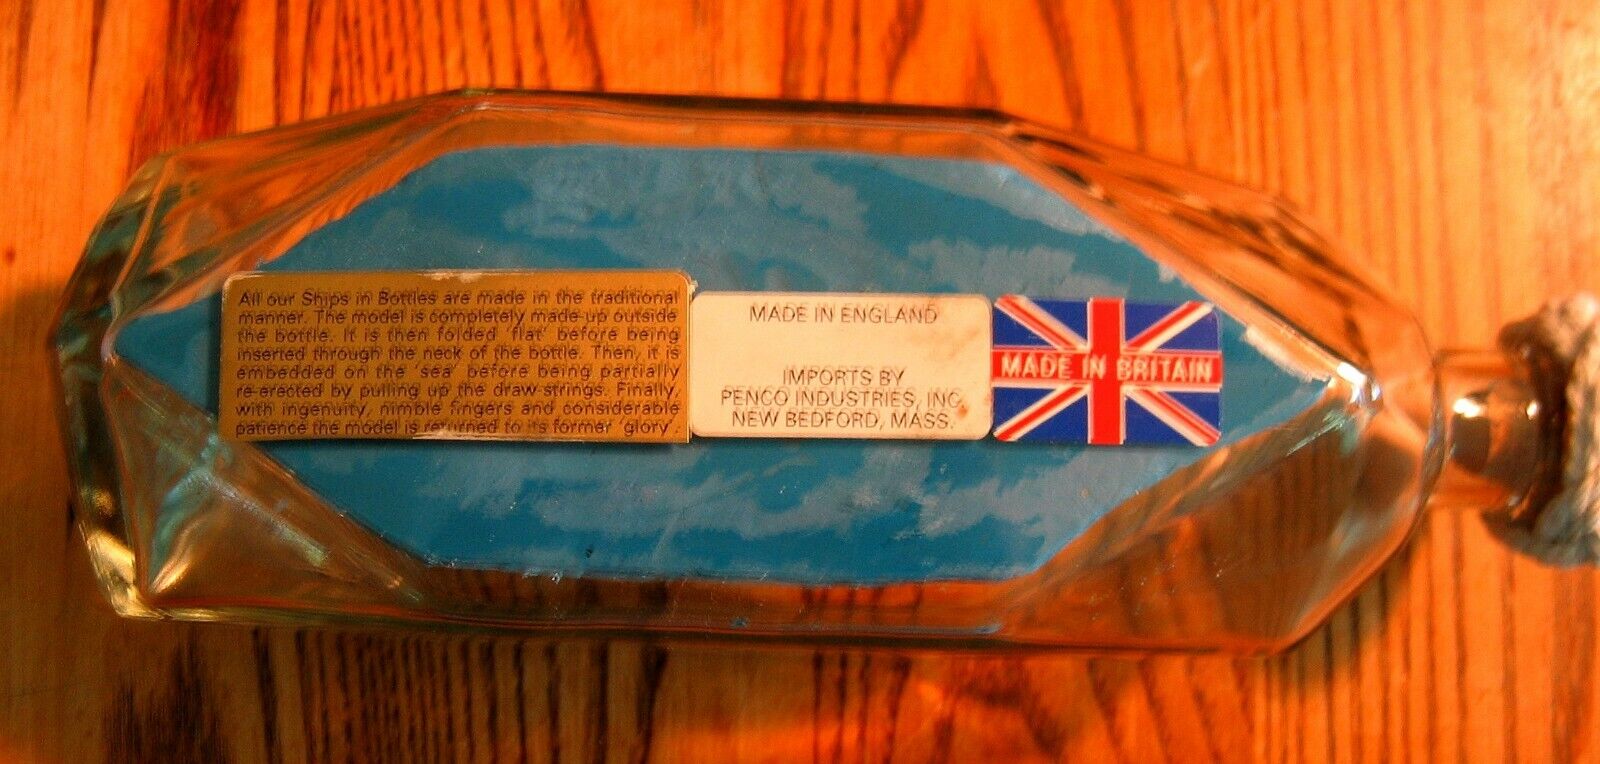 All our Ships in Bottles are made in the traditional
manner. The model is completely made-up outside
the bottle. It is then folded 'flat' before being
inserted through the neck of the bottle. Then, it is
embedded on the 'sea' before being partially
re-erected by pulling up the draw-strings. Finally,
with ingenuity, nimble fingers and considerable
patience the model is returned to its former 'glory'.
MADE IN ENGLAND
IMPORTS BY
PENCO INDUSTRIES, INC.
NEW BEDFORD, MASS.
MADE IN BRITAIN